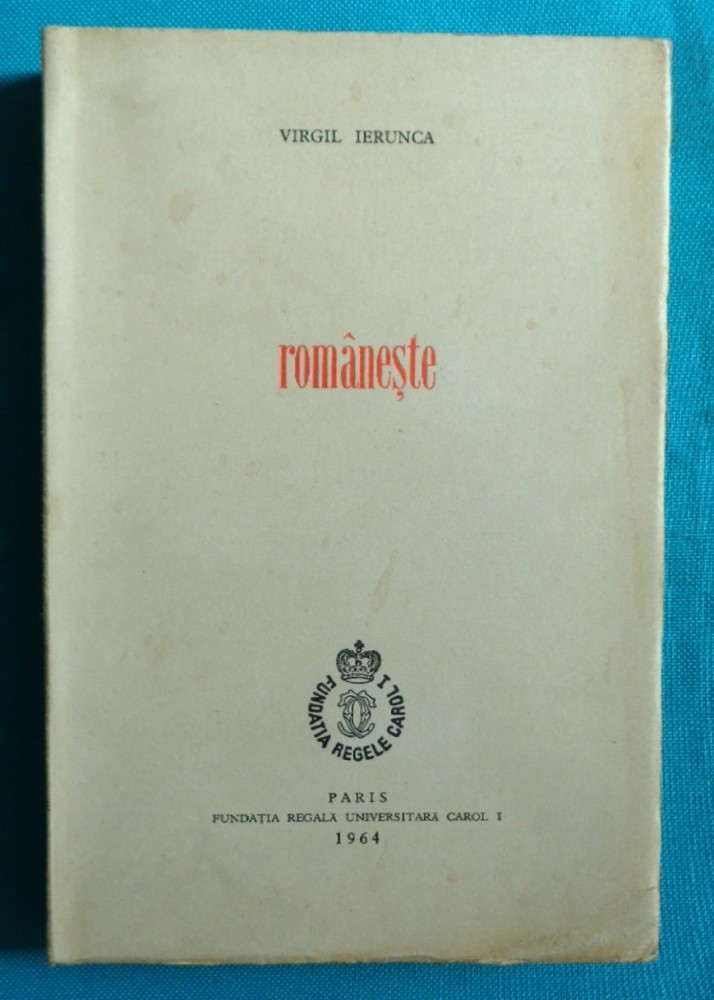 VIRGIL IERUNCA
românește
FUNDAȚIA REGELE CAROL I
PARIS
FUNDAȚIA REGALĂ UNIVERSITARĂ CAROL I
1964